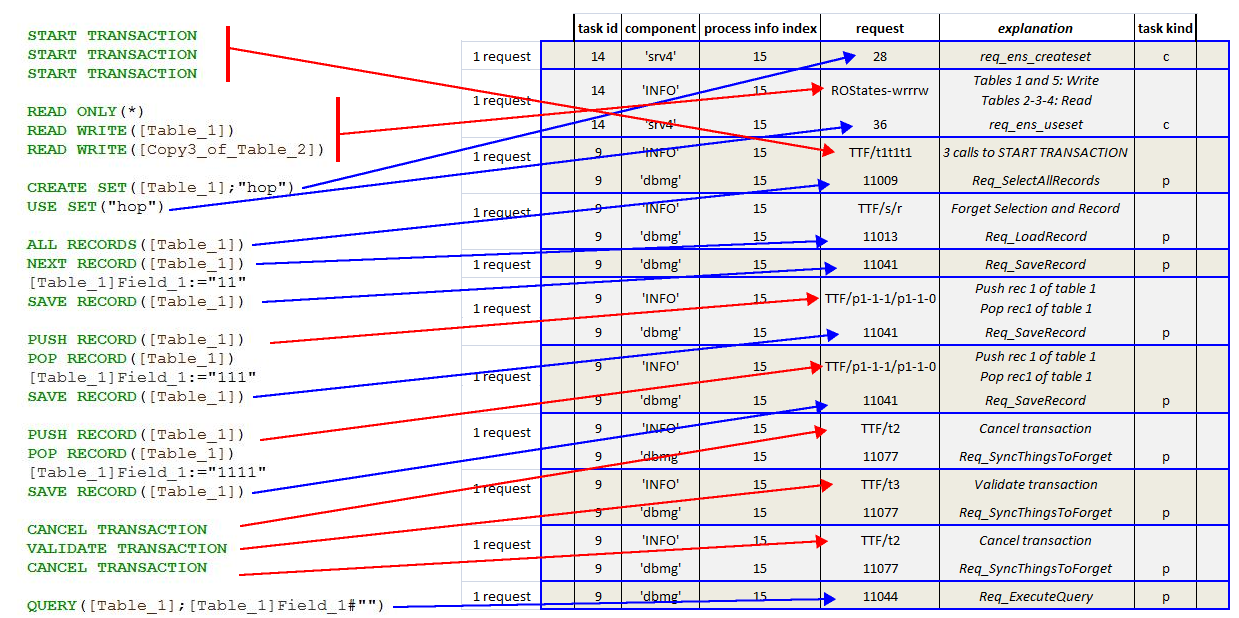 START TRANSACTION
START TRANSACTION
START TRANSACTION
READ ONLY(*)
READ WRITE([Table_1])
READ WRITE([Copy3_of_Table_2])
CREATE SET([Table_1];"hop")
USE SET("hop")
ALL RECORDS([Table_1])
NEXT RECORD([Table_1])
[Table_1]Field_1:="11"
SAVE RECORD([Table_1])
PUSH RECORD([Table_1])
POP RECORD([Table_1])
[Table_1]Field_1:="111"
SAVE RECORD([Table_1])
PUSH RECORD([Table_1])
POP RECORD([Table_1])
[Table_1]Field_1:="1111"
SAVE RECORD([Table_1])
CANCEL TRANSACTION
VALIDATE TRANSACTION
CANCEL TRANSACTION
QUERY([Table_1];[Table_1]Field_1#"")
task id component process info index request explanation task kind
1 request 14 'srv4' 15 28 req_ens_createset c
1 request 14 'INFO' 15 ROStates-wrrrw Tables 1 and 5: Write
Tables 2-3-4: Read
14 'srv4' 15 36 req_ens_useset c
1 request 9 'INFO' 15 TTF/t1t1t1 3 calls to START TRANSACTION
9 'dbmg' 15 11009 Req_SelectAllRecords p
1 request 9 'INFO' 15 TTF/s/r Forget Selection and Record
9 'dbmg' 15 11013 Req_LoadRecord p
1 request 9 'dbmg' 15 11041 Req_SaveRecord p
1 request 9 'INFO' 15 TTF/p1-1-1/p1-1-0 Push rec 1 of table 1
Pop rec1 of table 1
9 'dbmg' 15 11041 Req_SaveRecord p
1 request 9 'INFO' 15 TTF/p1-1-1/p1-1-0 Push rec 1 of table 1
Pop rec1 of table 1
9 'dbmg' 15 11041 Req_SaveRecord p
1 request 9 'INFO' 15 TTF/t2 Cancel transaction
9 'dbmg' 15 11077 Req_SyncThingsToForget p
1 request 9 'INFO' 15 TTF/t3 Validate transaction
9 'dbmg' 15 11077 Req_SyncThingsToForget p
1 request 9 'INFO' 15 TTF/t2 Cancel transaction
9 'dbmg' 15 11077 Req_SyncThingsToForget p
1 request 9 'dbmg' 15 11044 Req_ExecuteQuery p